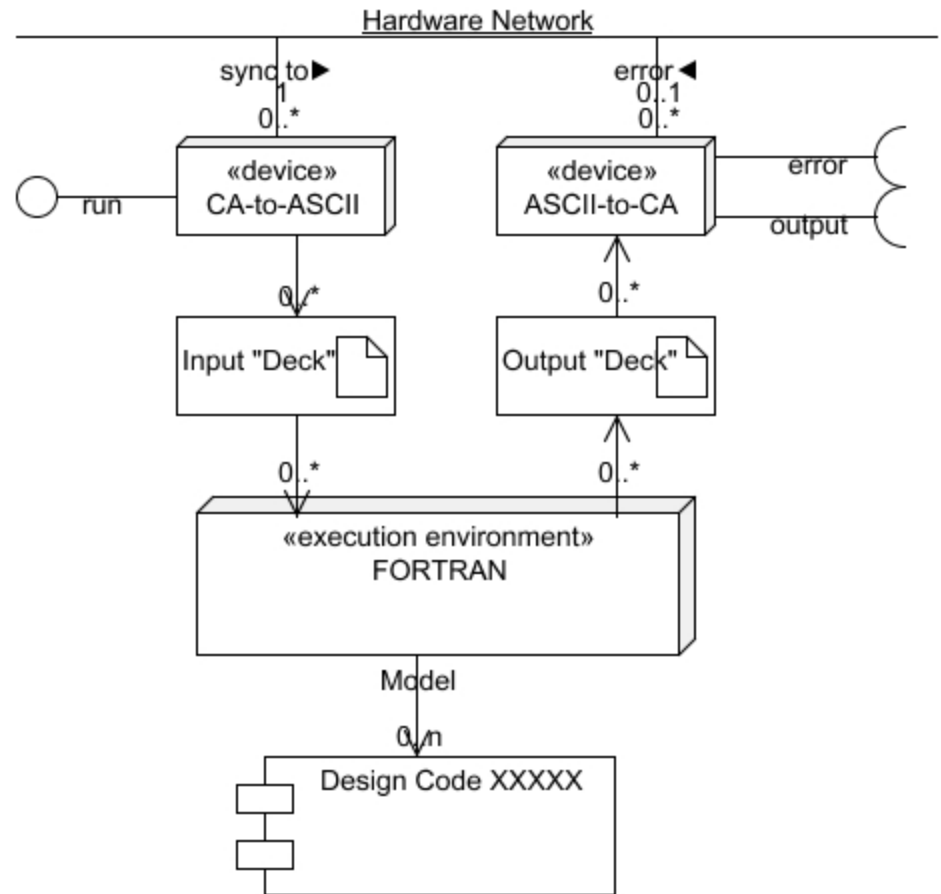 Hardware Network
sync to▶
error◀
1
0..1
0..*
0..*
«device»
CA-to-ASCII
«device»
ASCII-to-CA
run
error
output
0..*
0..*
Input "Deck"
Output "Deck"
0..*
0..*
«execution environment»
FORTRAN
Model
0..n
Design Code XXXXX